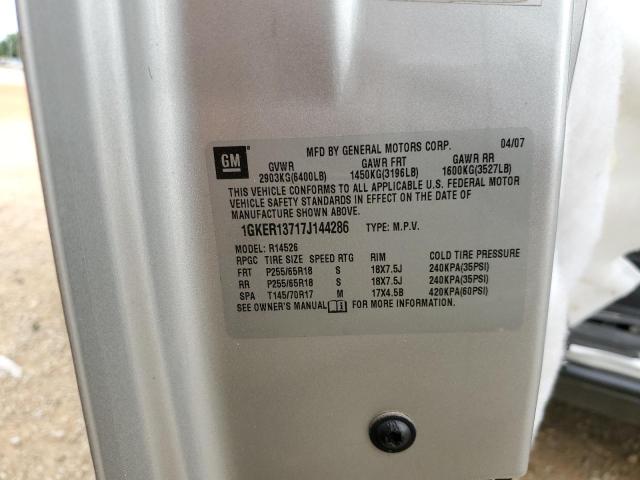 GM MFD BY GENERAL MOTORS CORP. 04/07
GVWR GAWR FRT GAWR RR
2903KG(6400LB) 1450KG(3196LB) 1600KG(3527LB)
THIS VEHICLE CONFORMS TO ALL APPLICABLE U.S. FEDERAL MOTOR
VEHICLE SAFETY STANDARDS IN EFFECT ON THE DATE OF
MANUFACTURE SHOWN ABOVE.
1GKER13717J144286 TYPE: M.P.V.
MODEL: R14526
RPGC TIRE SIZE SPEED RTG RIM COLD TIRE PRESSURE
FRT P255/65R18 S 18X7.5J 240KPA(35PSI)
RR P255/65R18 S 18X7.5J 240KPA(35PSI)
SPA T145/70R17 M 17X4.5B 420KPA(60PSI)
SEE OWNER'S MANUAL FOR MORE INFORMATION.